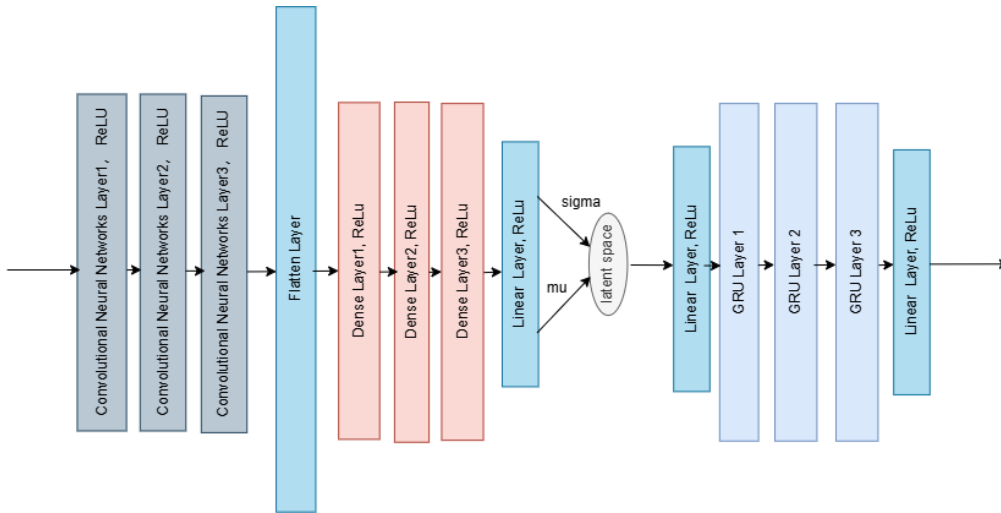 Convolutional Neural Networks Layer1, ReLU
Convolutional Neural Networks Layer2, ReLU
Convolutional Neural Networks Layer3, ReLU
Flatten Layer
Dense Layer1, ReLu
Dense Layer2, ReLu
Dense Layer3, ReLu
Linear Layer, ReLu
sigma
mu
latent space
Linear Layer, ReLu
GRU Layer 1
GRU Layer 2
GRU Layer 3
Linear Layer, ReLu